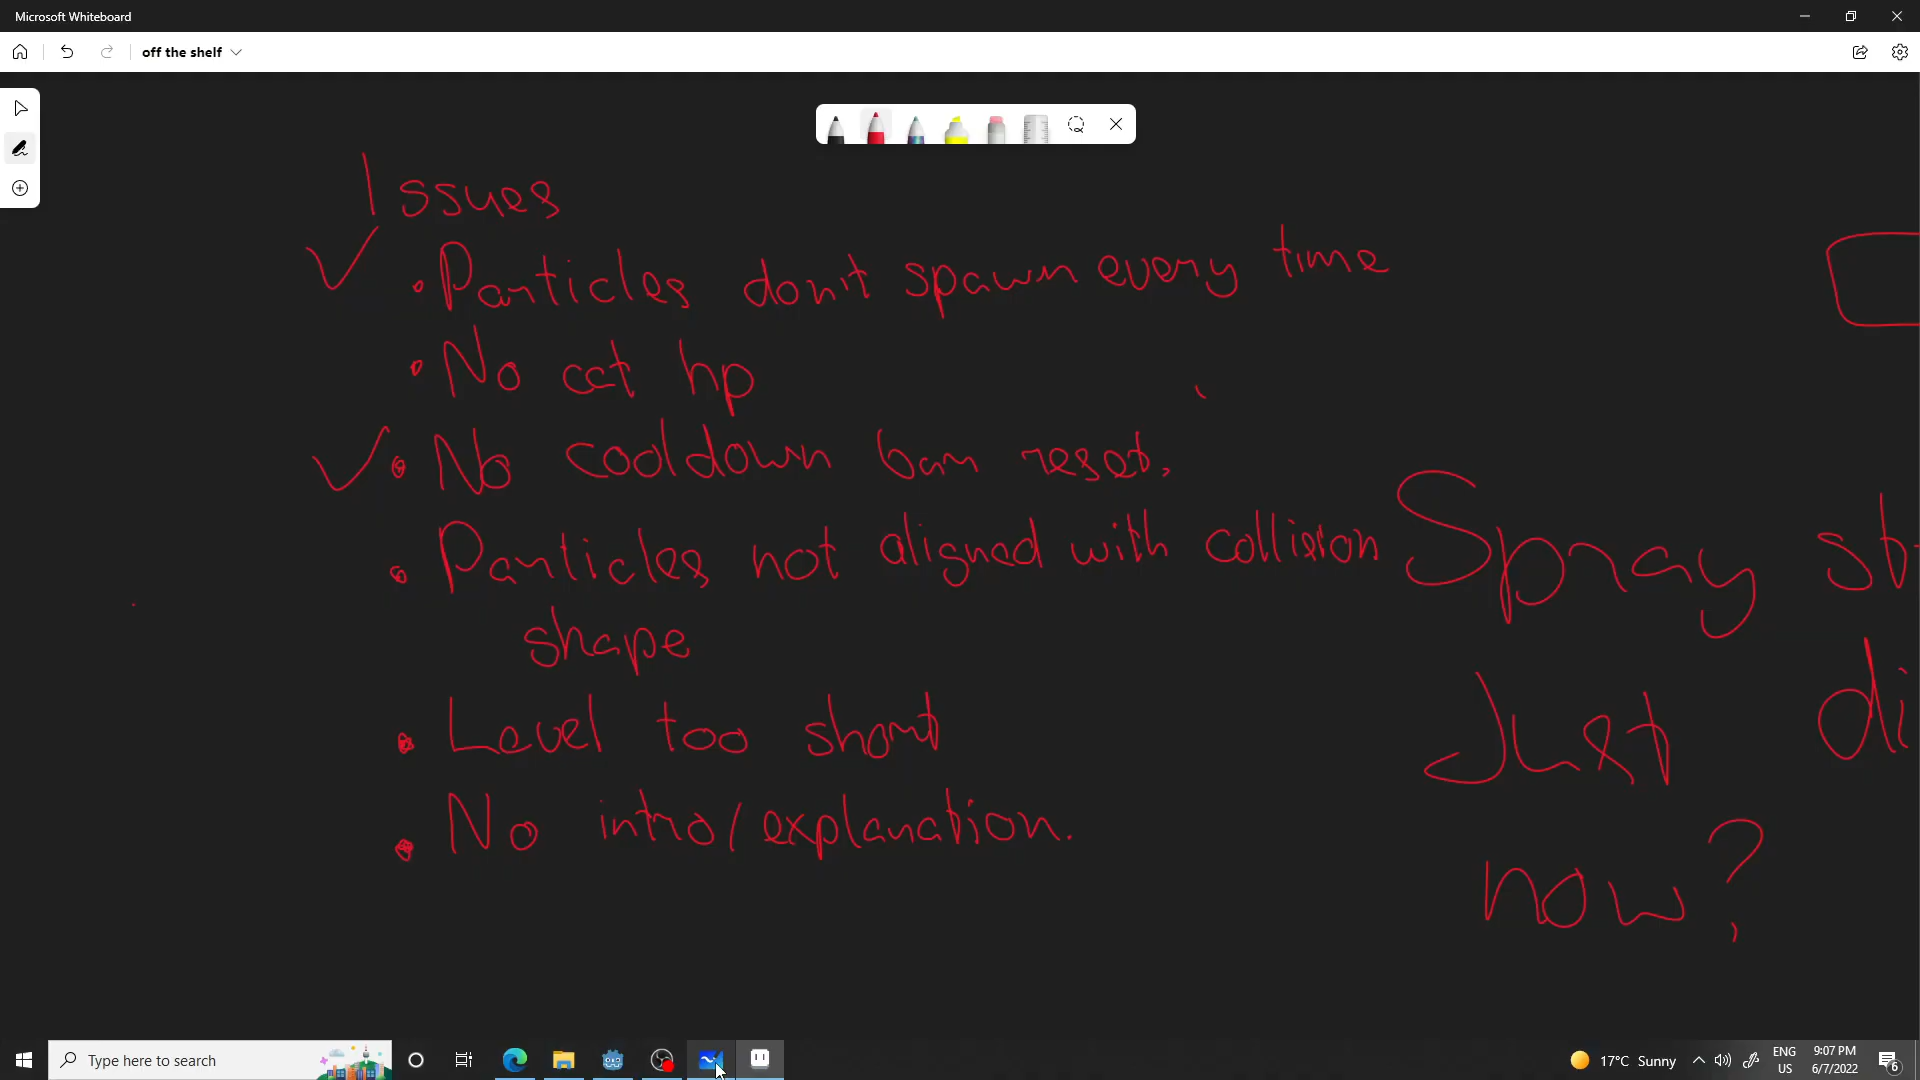 Microsoft Whiteboard
off the shelf
Issues
• Particles don't spawn every time
• No cat hp
• No cooldown bar reset.
• Particles not aligned with collision
shape
• Level too short
• No intro/explanation.
Spray
Just
now?
Type here to search
17°C Sunny
ENG
US
9:07 PM
6/7/2022
6